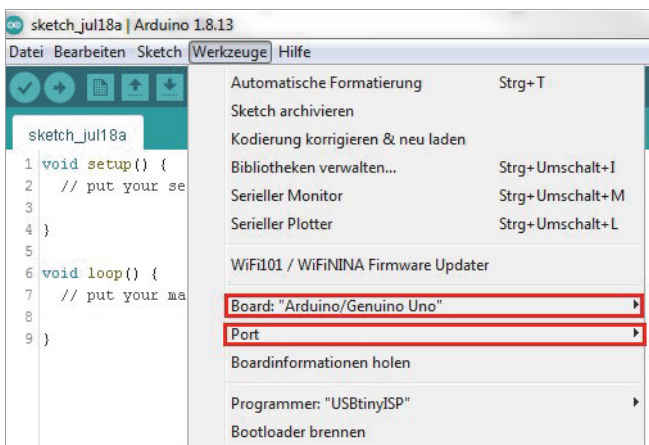 sketch_jul18a | Arduino 1.8.13
Datei Bearbeiten Sketch Werkzeuge Hilfe
Automatische Formatierung Strg+T
Sketch archivieren
Kodierung korrigieren & neu laden
Bibliotheken verwalten... Strg+Umschalt+I
Serieller Monitor Strg+Umschalt+M
Serieller Plotter Strg+Umschalt+L
WiFi101 / WiFiNINA Firmware Updater
Board: "Arduino/Genuino Uno"
Port
Boardinformationen holen
Programmer: "USBtinyISP"
Bootloader brennen
sketch_jul18a
1 void setup() {
2 // put your se
3
4 }
5
6 void loop() {
7 // put your ma
8
9 }